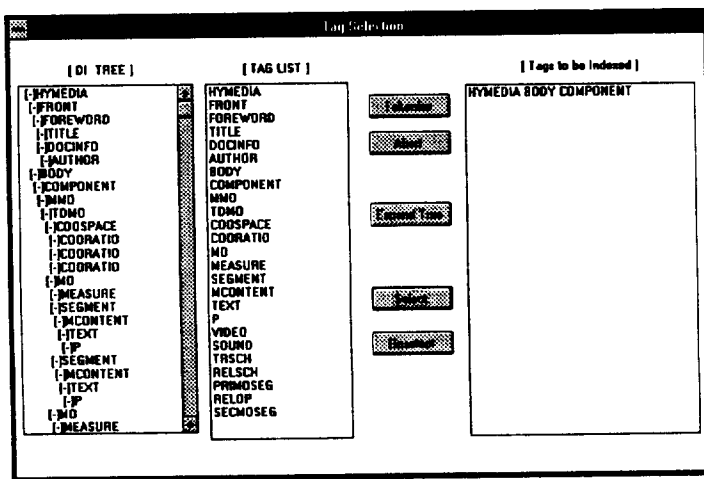 Tag Selection
[ DI TREE ]
[-]HYMEDIA
[-]FRONT
[-]FOREWORD
[-]TITLE
[-]DOCINFO
[-]AUTHOR
[-]BODY
[-]COMPONENT
[-]MMO
[-]TDMO
[-]COOSPACE
[-]COORATIO
[-]COORATIO
[-]COORATIO
[-]MO
[-]MEASURE
[-]SEGMENT
[-]MCONTENT
[-]TEXT
[-]P
[-]SEGMENT
[-]MCONTENT
[-]TEXT
[-]P
[-]MO
[-]MEASURE
[ TAG LIST ]
HYMEDIA
FRONT
FOREWORD
TITLE
DOCINFO
AUTHOR
BODY
COMPONENT
MMO
TDMO
COOSPACE
COORATIO
MO
MEASURE
SEGMENT
MCONTENT
TEXT
P
VIDEO
SOUND
TRSCH
RELSCH
PRIMOSEG
RELOP
SECMOSEG
Expand Tree
Select
[ Tags to be Indexed ]
HYMEDIA BODY COMPONENT